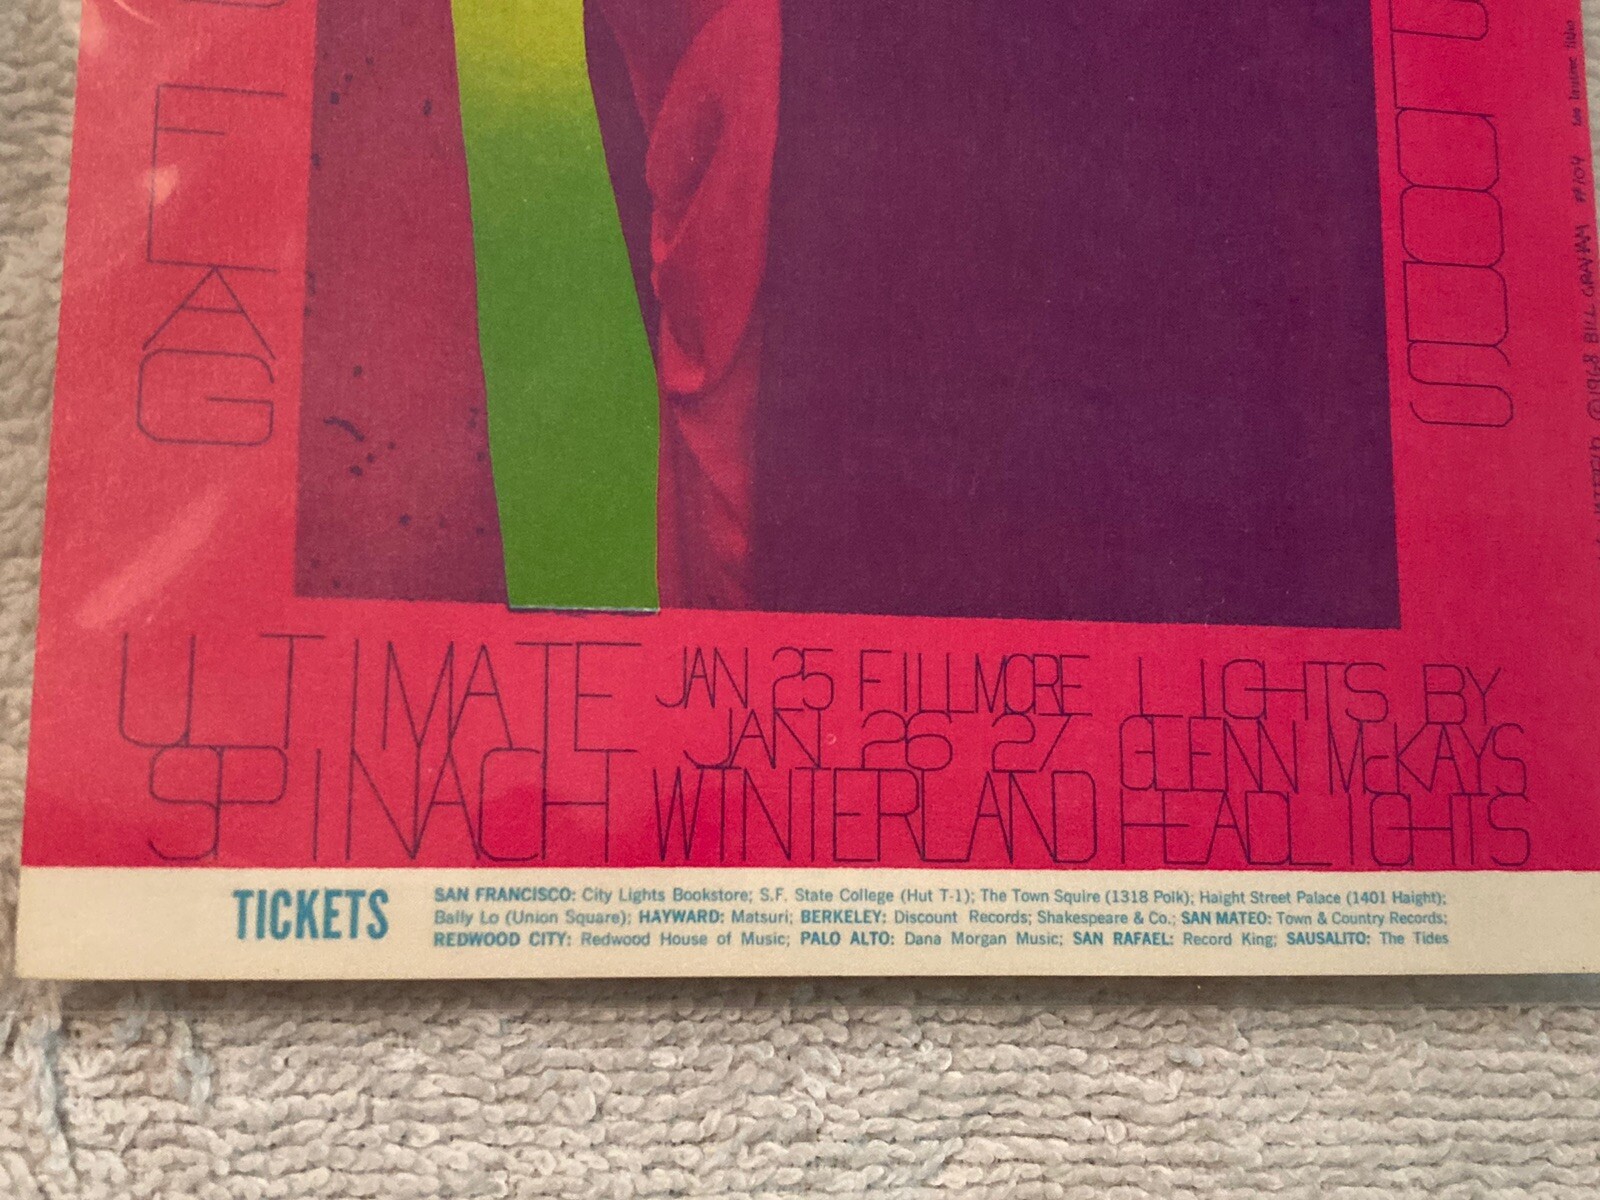 FLAG
ULTIMATE
SPINACH
JAN 25 FILLMORE
JAN 26 27
WINTERLAND
LIGHTS BY
GLENN McKAYS
HEADLIGHTS
©1968 BILL GRAHAM #104
TICKETS
SAN FRANCISCO: City Lights Bookstore; S.F. State College (Hut T-1); The Town Squire (1318 Polk); Haight Street Palace (1401 Haight);
Bally Lo (Union Square); HAYWARD: Matsuri; BERKELEY: Discount Records; Shakespeare & Co.; SAN MATEO: Town & Country Records;
REDWOOD CITY: Redwood House of Music; PALO ALTO: Dana Morgan Music; SAN RAFAEL: Record King; SAUSALITO: The Tides